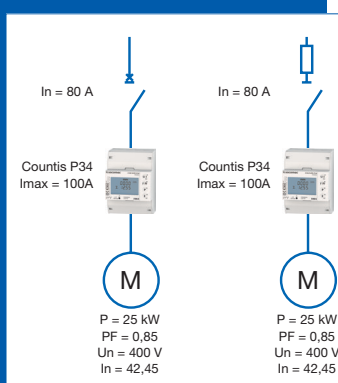 In = 80 A
Countis P34
Imax = 100A
M
P = 25 kW
PF = 0,85
Un = 400 V
In = 42,45
In = 80 A
Countis P34
Imax = 100A
M
P = 25 kW
PF = 0,85
Un = 400 V
In = 42,45